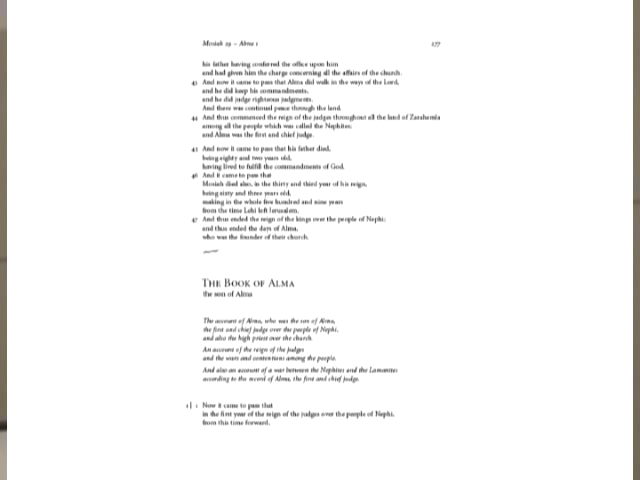 Mosiah 29 – Alma 1
277
his father having conferred the office upon him
and had given him the charge concerning all the affairs of the church.
43 And now it came to pass that Alma did walk in the ways of the Lord,
and he did keep his commandments,
and he did judge righteous judgments.
And there was continual peace through the land.
44 And thus commenced the reign of the judges throughout all the land of Zarahemla
among all the people which was called the Nephites;
and Alma was the first and chief judge.
45 And now it came to pass that his father died,
being eighty and two years old,
having lived to fulfill the commandments of God.
46 And it came to pass that
Mosiah died also, in the thirty and third year of his reign,
being sixty and three years old,
making in the whole five hundred and nine years
from the time Lehi left Jerusalem.
47 And thus ended the reign of the kings over the people of Nephi;
and thus ended the days of Alma,
who was the founder of their church.
THE BOOK OF ALMA
the son of Alma
The account of Alma, who was the son of Alma,
the first and chief judge over the people of Nephi,
and also the high priest over the church.
An account of the reign of the judges
and the wars and contentions among the people.
And also an account of a war between the Nephites and the Lamanites
according to the record of Alma, the first and chief judge.
1 | 1 Now it came to pass that
in the first year of the reign of the judges over the people of Nephi,
from this time forward,